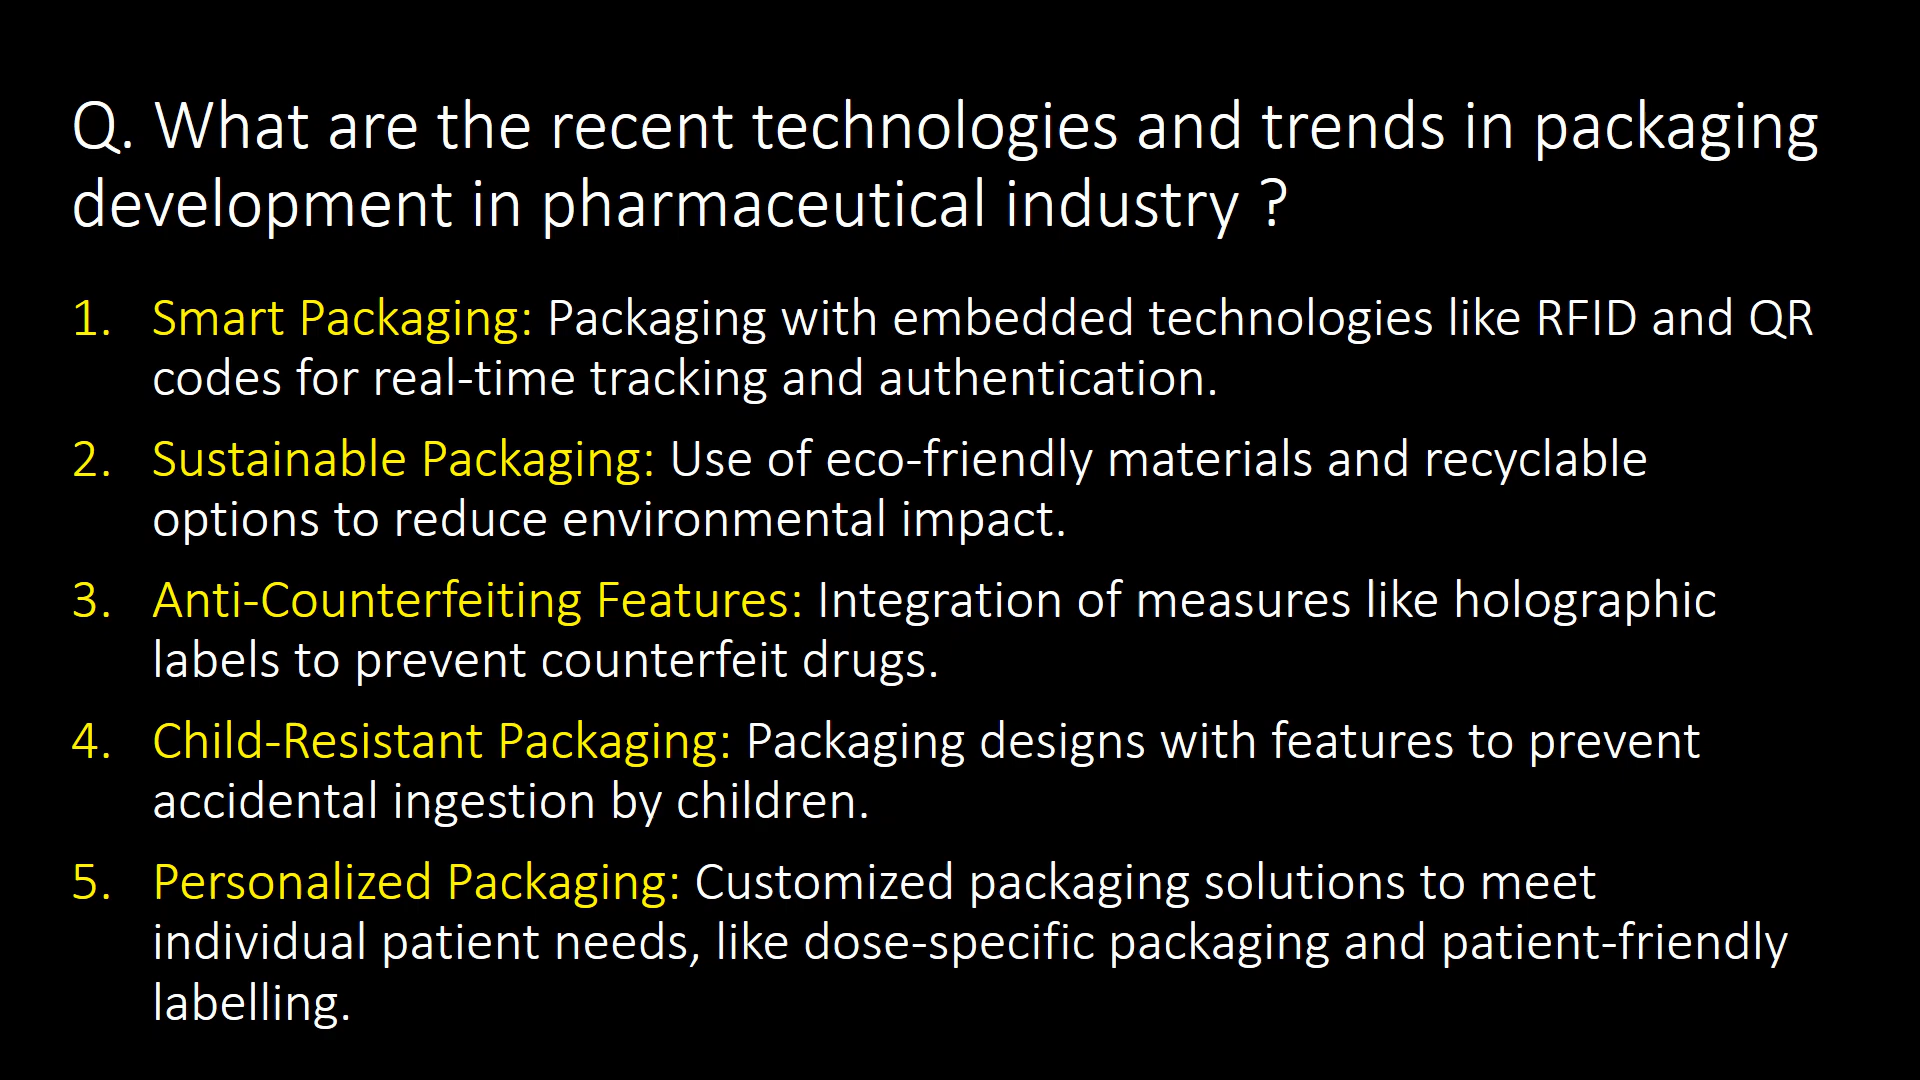 Q. What are the recent technologies and trends in packaging
development in pharmaceutical industry ?
1. Smart Packaging: Packaging with embedded technologies like RFID and QR
codes for real-time tracking and authentication.
2. Sustainable Packaging: Use of eco-friendly materials and recyclable
options to reduce environmental impact.
3. Anti-Counterfeiting Features: Integration of measures like holographic
labels to prevent counterfeit drugs.
4. Child-Resistant Packaging: Packaging designs with features to prevent
accidental ingestion by children.
5. Personalized Packaging: Customized packaging solutions to meet
individual patient needs, like dose-specific packaging and patient-friendly
labelling.